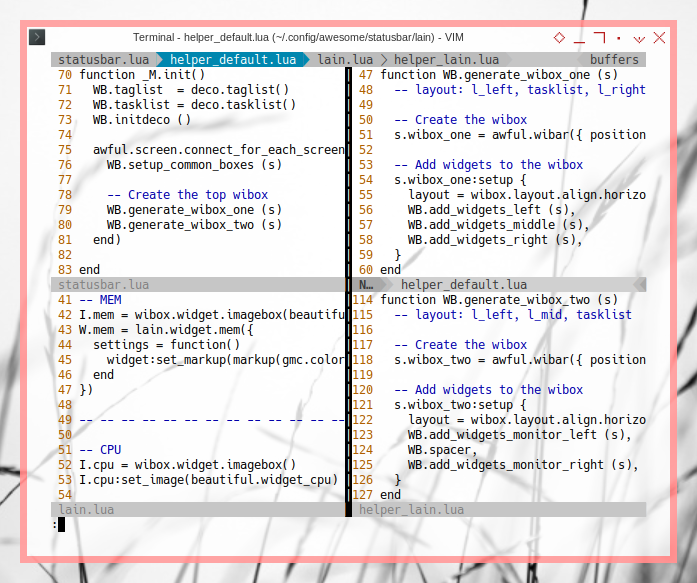 Terminal - helper_default.lua (~/.config/awesome/statusbar/lain) - VIM
statusbar.lua helper_default.lua lain.lua helper_lain.lua buffers
70 function _M.init()
71   WB.taglist  = deco.taglist()
72   WB.tasklist = deco.tasklist()
73   WB.initdeco ()
74
75   awful.screen.connect_for_each_screen
76     WB.setup_common_boxes (s)
77
78     -- Create the top wibox
79     WB.generate_wibox_one (s)
80     WB.generate_wibox_two (s)
81   end)
82
83 end
statusbar.lua
41 -- MEM
42 I.mem = wibox.widget.imagebox(beautifu
43 W.mem = lain.widget.mem({
44   settings = function()
45     widget:set_markup(markup(gmc.color
46   end
47 })
48
49 -- -- -- -- -- -- -- -- -- -- -- -- --
50
51 -- CPU
52 I.cpu = wibox.widget.imagebox()
53 I.cpu:set_image(beautiful.widget_cpu)
54
lain.lua
:
47 function WB.generate_wibox_one (s)
48   -- layout: l_left, tasklist, l_right
49
50   -- Create the wibox
51   s.wibox_one = awful.wibar({ position
52
53   -- Add widgets to the wibox
54   s.wibox_one:setup {
55     layout = wibox.layout.align.horizo
56     WB.add_widgets_left (s),
57     WB.add_widgets_middle (s),
58     WB.add_widgets_right (s),
59   }
60 end
N… helper_default.lua
114 function WB.generate_wibox_two (s)
115   -- layout: l_left, l_mid, tasklist
116
117   -- Create the wibox
118   s.wibox_two = awful.wibar({ position
119
120   -- Add widgets to the wibox
121   s.wibox_two:setup {
122     layout = wibox.layout.align.horizo
123     WB.add_widgets_monitor_left (s),
124     WB.spacer,
125     WB.add_widgets_monitor_right (s),
126   }
127 end
helper_lain.lua